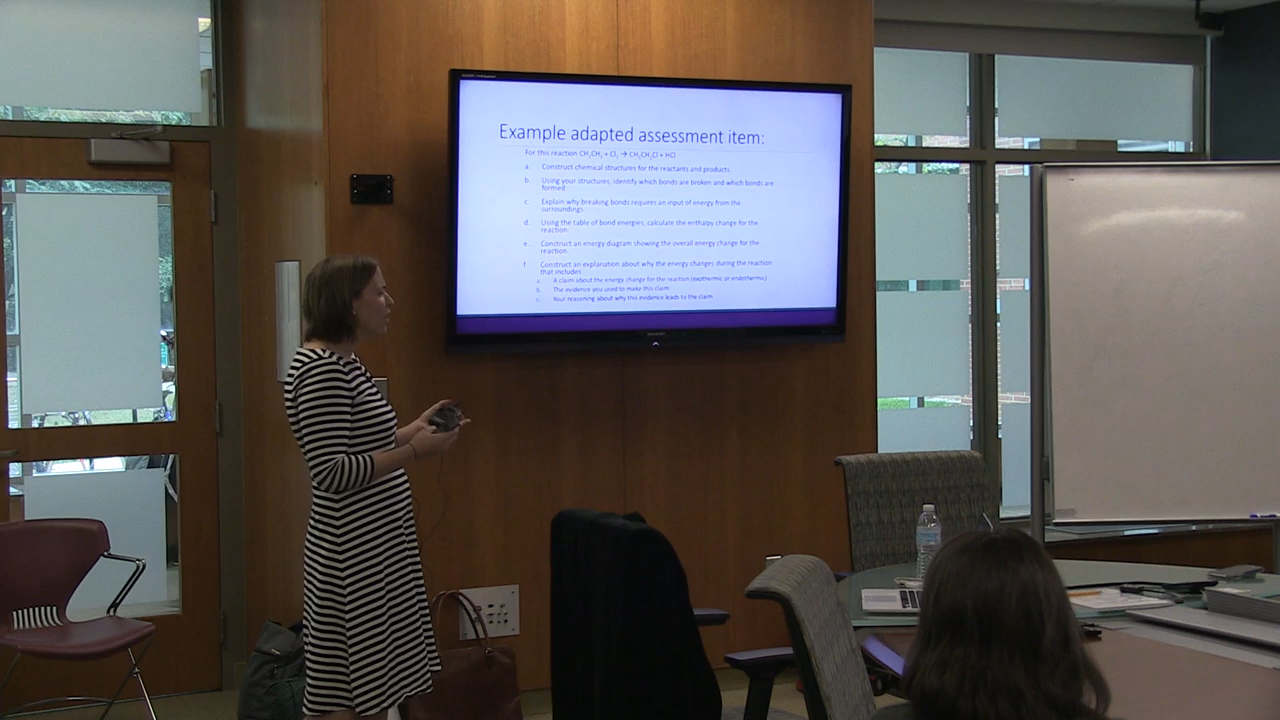 Example adapted assessment item:
For this reaction CH₃CH₃ + Cl₂ → CH₃CH₂Cl + HCl
a. Construct chemical structures for the reactants and products.
b. Using your structures, identify which bonds are broken and which bonds are
formed.
c. Explain why breaking bonds requires an input of energy from the
surroundings.
d. Using the table of bond energies, calculate the enthalpy change for the
reaction.
e. Construct an energy diagram showing the overall energy change for the
reaction.
f. Construct an explanation about why the energy changes during the reaction
that includes
a. A claim about the energy change for the reaction (exothermic or endothermic)
b. The evidence you used to make this claim
c. Your reasoning about why this evidence leads to the claim